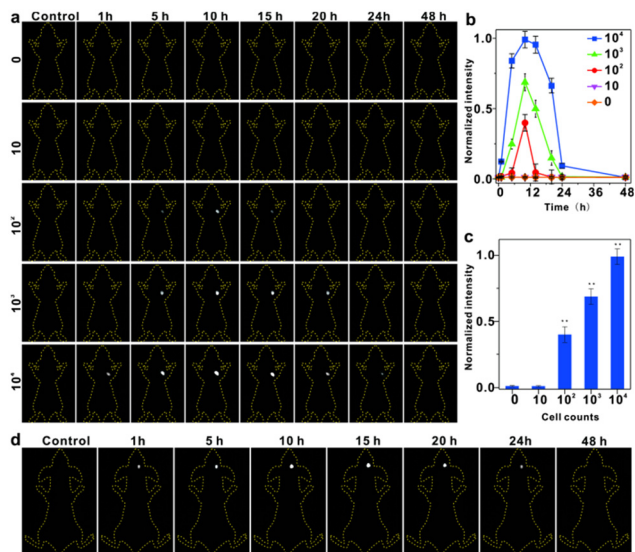 a
Control 1h 5 h 10 h 15 h 20 h 24h 48 h
0
10
10²
10³
10⁴
b
Normalized intensity
1.0
0.5
0.0
10⁴
10³
10²
10
0
0 12 24 36 48
Time (h)
c
Normalized intensity
1.0
0.5
0.0
** ** **
0 10 10² 10³ 10⁴
Cell counts
d
Control 1h 5 h 10 h 15 h 20 h 24h 48 h